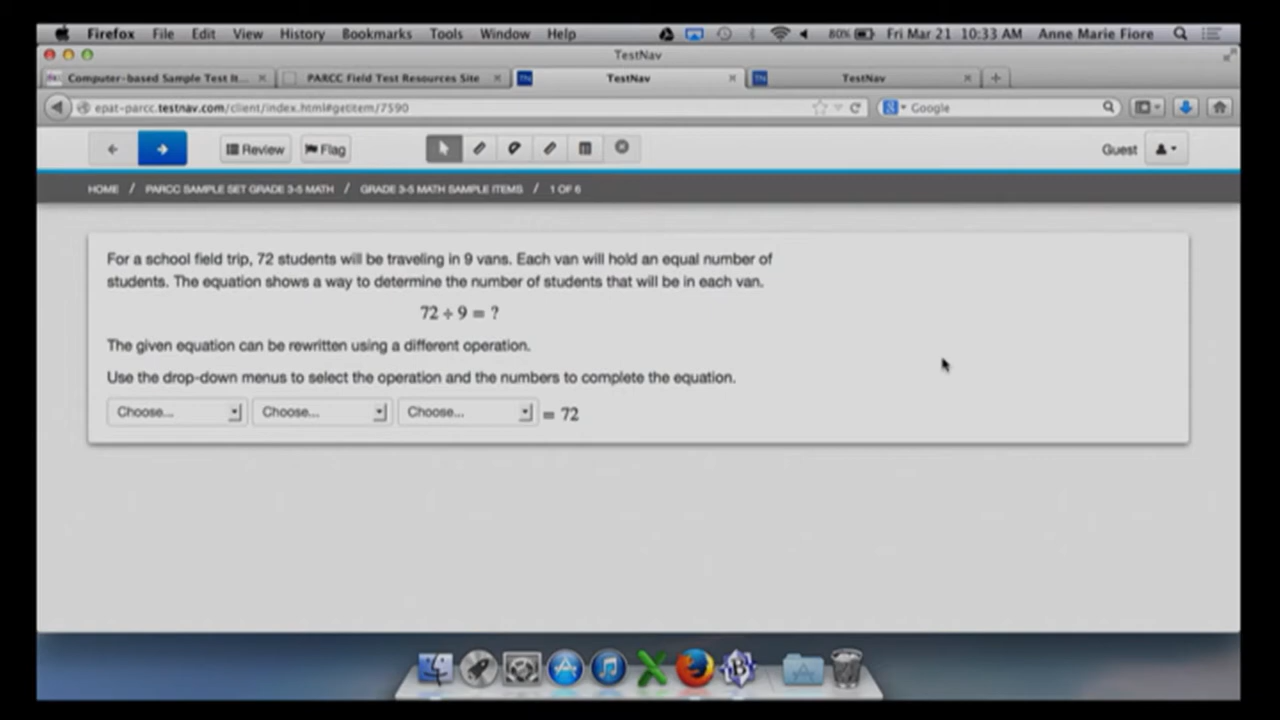 Firefox File Edit View History Bookmarks Tools Window Help 80% Fri Mar 21 10:33 AM Anne Marie Fiore
TestNav
Computer-based Sample Test It... PARCC Field Test Resources Site TestNav TestNav
epat-parcc.testnav.com/client/index.html#getitem/7590 Google
Review Flag Guest
HOME / PARCC SAMPLE SET GRADE 3-5 MATH / GRADE 3-5 MATH SAMPLE ITEMS / 1 OF 6
For a school field trip, 72 students will be traveling in 9 vans. Each van will hold an equal number of
students. The equation shows a way to determine the number of students that will be in each van.
72 ÷ 9 = ?
The given equation can be rewritten using a different operation.
Use the drop-down menus to select the operation and the numbers to complete the equation.
Choose... Choose... Choose... = 72